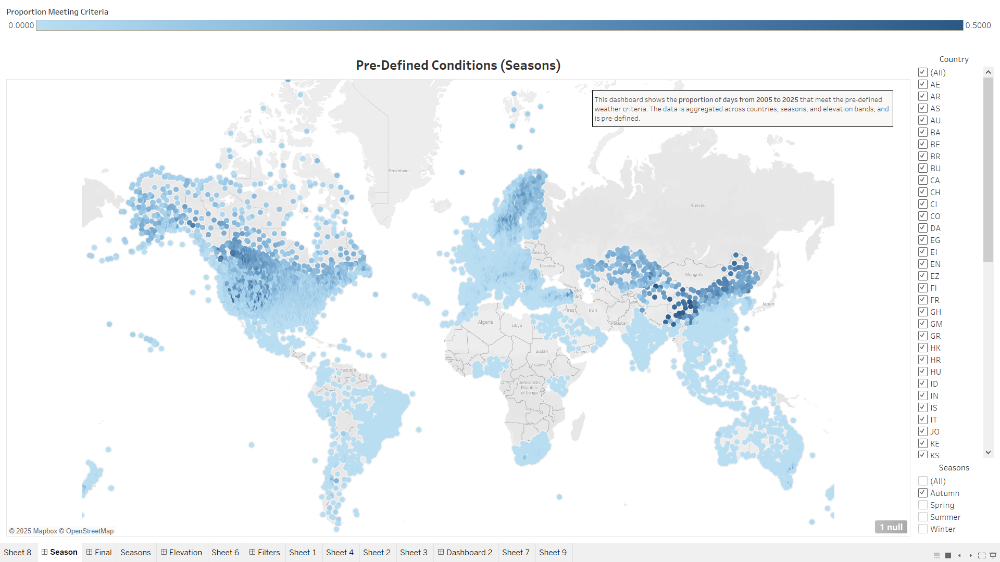 Proportion Meeting Criteria
0.0000
0.5000
Pre-Defined Conditions (Seasons)
This dashboard shows the proportion of days from 2005 to 2025 that meet the pre-defined
weather criteria. The data is aggregated across countries, seasons, and elevation bands, and
is pre-defined.
Greenland
Russia
Belarus
Ukraine
Mongolia
Japan
Iraq
Iran
Pakistan
Algeria
Libya
Sudan
Democratic
Republic
of Congo
© 2025 Mapbox © OpenStreetMap
1 null
Country
(All)
AE
AR
AS
AU
BA
BE
BR
BU
CA
CH
CI
CO
DA
EG
EI
EN
EZ
FI
FR
GH
GM
GR
HK
HR
HU
ID
IN
IS
IT
JO
KE
KS
Seasons
(All)
Autumn
Spring
Summer
Winter
Sheet 8
Season
Final
Seasons
Elevation
Sheet 6
Filters
Sheet 1
Sheet 4
Sheet 2
Sheet 3
Dashboard 2
Sheet 7
Sheet 9